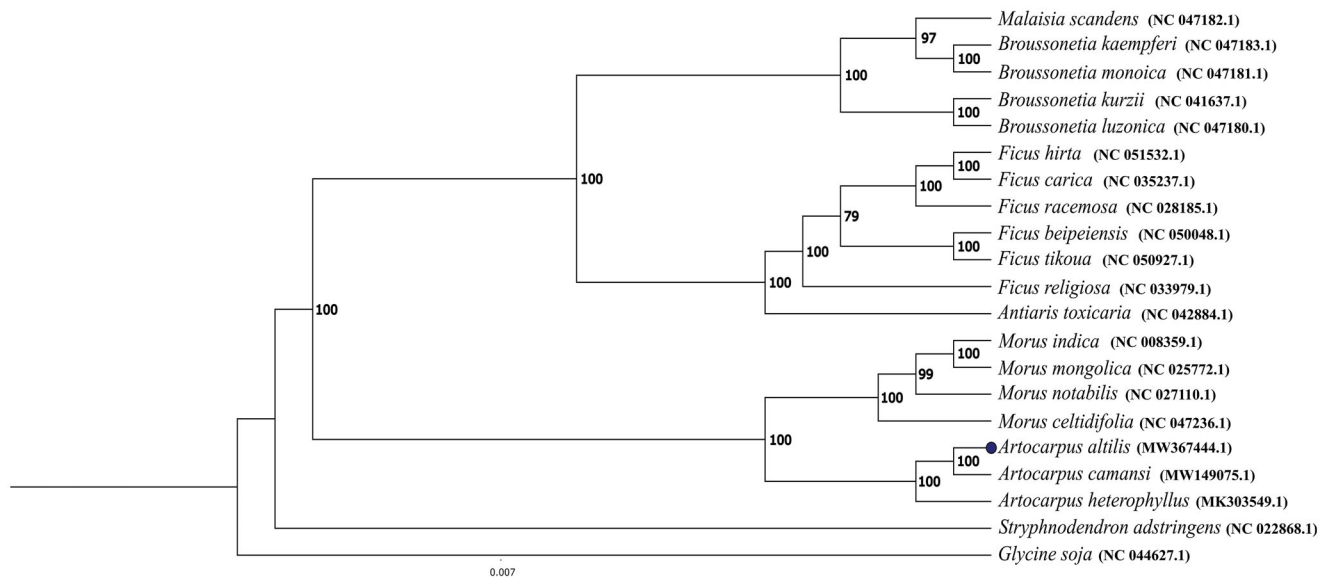 Malaisia scandens (NC 047182.1)
97
Broussonetia kaempferi (NC 047183.1)
100
Broussonetia monoica (NC 047181.1)
100
Broussonetia kurzii (NC 041637.1)
100
Broussonetia luzonica (NC 047180.1)
Ficus hirta (NC 051532.1)
100
Ficus carica (NC 035237.1)
100
100
Ficus racemosa (NC 028185.1)
79
Ficus beipeiensis (NC 050048.1)
100
100
Ficus tikoua (NC 050927.1)
100
Ficus religiosa (NC 033979.1)
100
Antiaris toxicaria (NC 042884.1)
Morus indica (NC 008359.1)
100
Morus mongolica (NC 025772.1)
99
Morus notabilis (NC 027110.1)
100
Morus celtidifolia (NC 047236.1)
100
Artocarpus altilis (MW367444.1)
100
Artocarpus camansi (MW149075.1)
100
Artocarpus heterophyllus (MK303549.1)
Stryphnodendron adstringens (NC 022868.1)
Glycine soja (NC 044627.1)
0.007